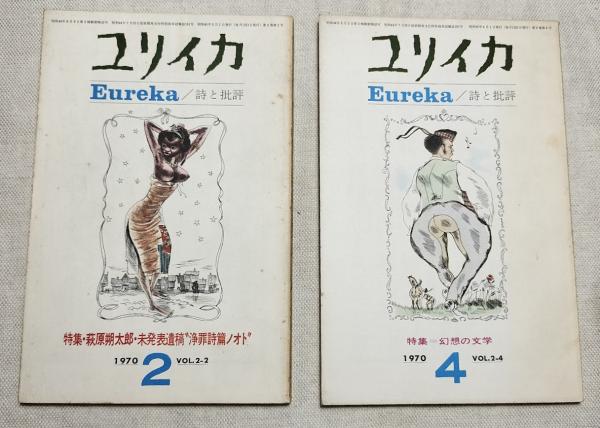 ユリイカ
Eureka／詩と批評
特集・萩原朔太郎・未発表遺稿“浄罪詩篇ノオト”
1970 2 VOL.2-2
ユリイカ
Eureka／詩と批評
特集＝幻想の文学
1970 4 VOL.2-4